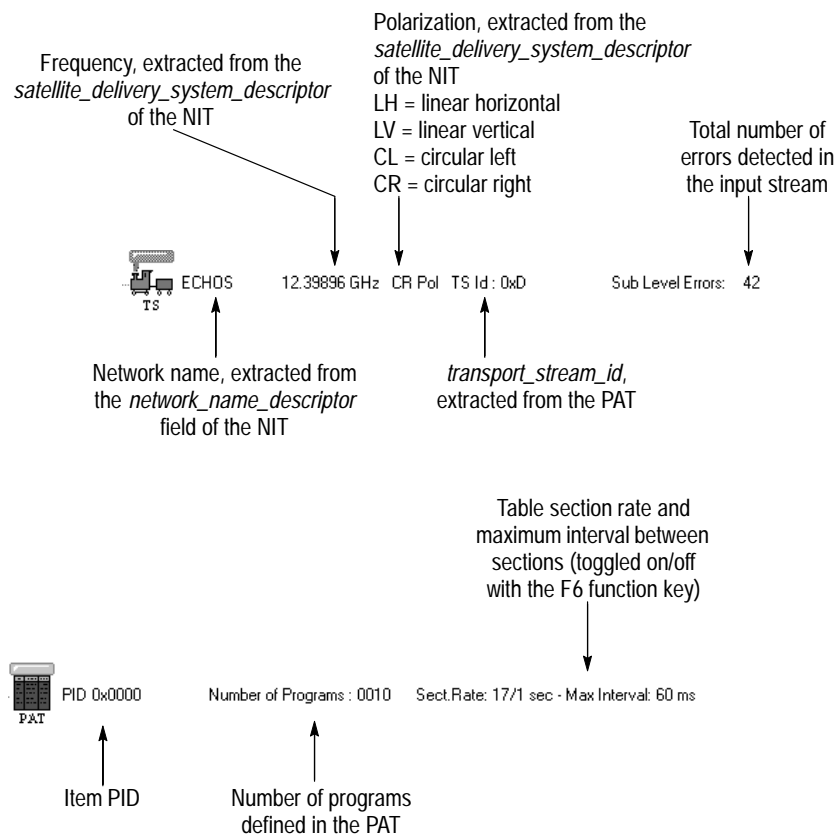 Frequency, extracted from the
satellite_delivery_system_descriptor
of the NIT
Polarization, extracted from the
satellite_delivery_system_descriptor
of the NIT
LH = linear horizontal
LV = linear vertical
CL = circular left
CR = circular right
Total number of
errors detected in
the input stream
TS
ECHOS 12.39896 GHz CR Pol TS Id : 0xD Sub Level Errors: 42
Network name, extracted from
the network_name_descriptor
field of the NIT
transport_stream_id,
extracted from the PAT
Table section rate and
maximum interval between
sections (toggled on/off
with the F6 function key)
PAT
PID 0x0000 Number of Programs : 0010 Sect.Rate: 17/1 sec - Max Interval: 60 ms
Item PID
Number of programs
defined in the PAT